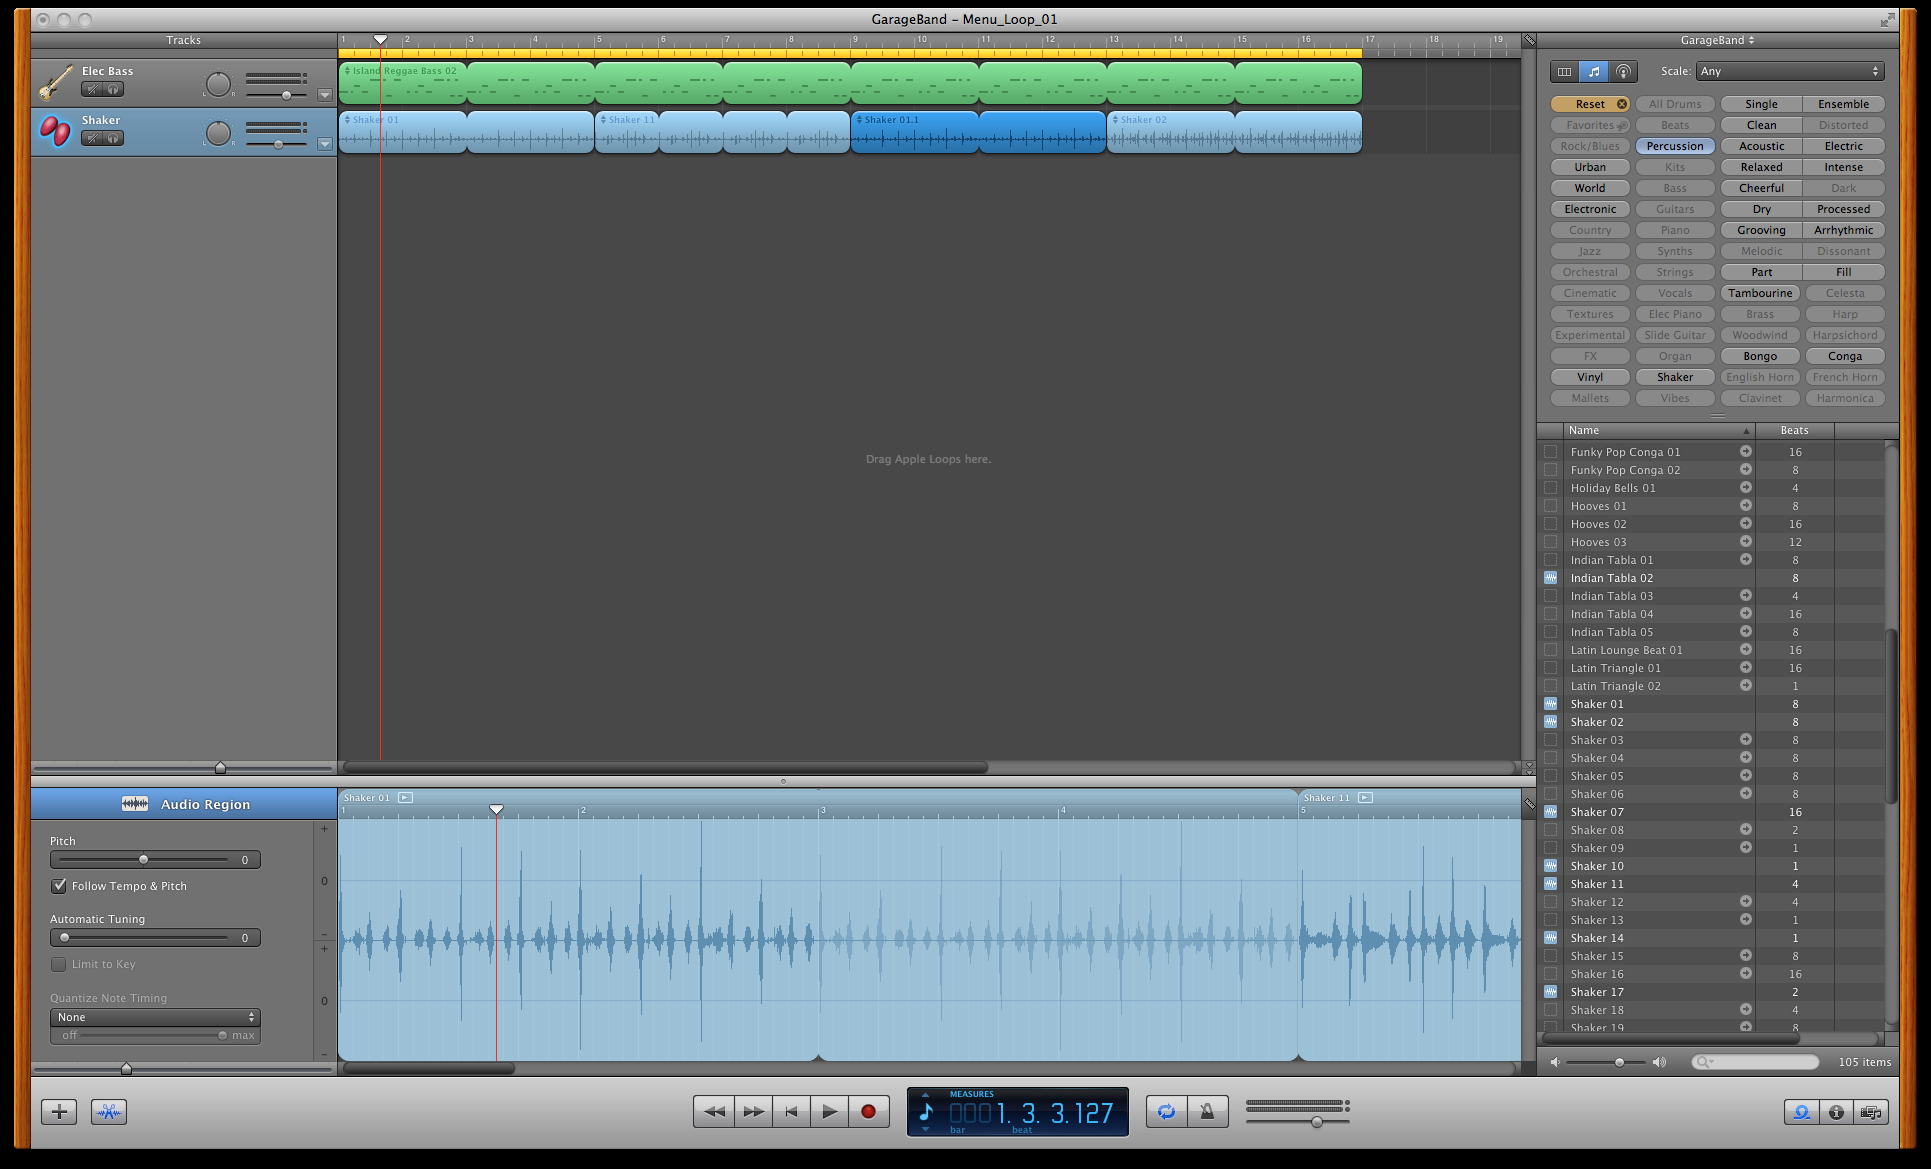 GarageBand – Menu_Loop_01
Tracks
1 2 3 4 5 6 7 8 9 10 11 12 13 14 15 16 17 18 19
GarageBand
Elec Bass
L R
Island Reggae Bass 02
Shaker
L R
Shaker 01 Shaker 11 Shaker 01.1 Shaker 02
Drag Apple Loops here.
Scale: Any
Reset All Drums Single Ensemble
Favorites Beats Clean Distorted
Rock/Blues Percussion Acoustic Electric
Urban Kits Relaxed Intense
World Bass Cheerful Dark
Electronic Guitars Dry Processed
Country Piano Grooving Arrhythmic
Jazz Synths Melodic Dissonant
Orchestral Strings Part Fill
Cinematic Vocals Tambourine Celesta
Textures Elec Piano Brass Harp
Experimental Slide Guitar Woodwind Harpsichord
FX Organ Bongo Conga
Vinyl Shaker English Horn French Horn
Mallets Vibes Clavinet Harmonica
Name Beats
Funky Pop Conga 01 16
Funky Pop Conga 02 8
Holiday Bells 01 4
Hooves 01 8
Hooves 02 16
Hooves 03 12
Indian Tabla 01 8
Indian Tabla 02 8
Indian Tabla 03 4
Indian Tabla 04 16
Indian Tabla 05 8
Latin Lounge Beat 01 16
Latin Triangle 01 16
Latin Triangle 02 1
Shaker 01 8
Shaker 02 8
Shaker 03 8
Shaker 04 8
Shaker 05 8
Shaker 06 8
Shaker 07 16
Shaker 08 2
Shaker 09 1
Shaker 10 1
Shaker 11 4
Shaker 12 4
Shaker 13 1
Shaker 14 1
Shaker 15 8
Shaker 16 16
Shaker 17 2
Shaker 18 4
Shaker 19 8
105 items
Audio Region
Pitch
0
Follow Tempo & Pitch
Automatic Tuning
0
Limit to Key
Quantize Note Timing
None
off max
+
0
-
+
0
-
Shaker 01 Shaker 11
1 2 3 4 5
MEASURES
0001. 3. 3.127
bar beat